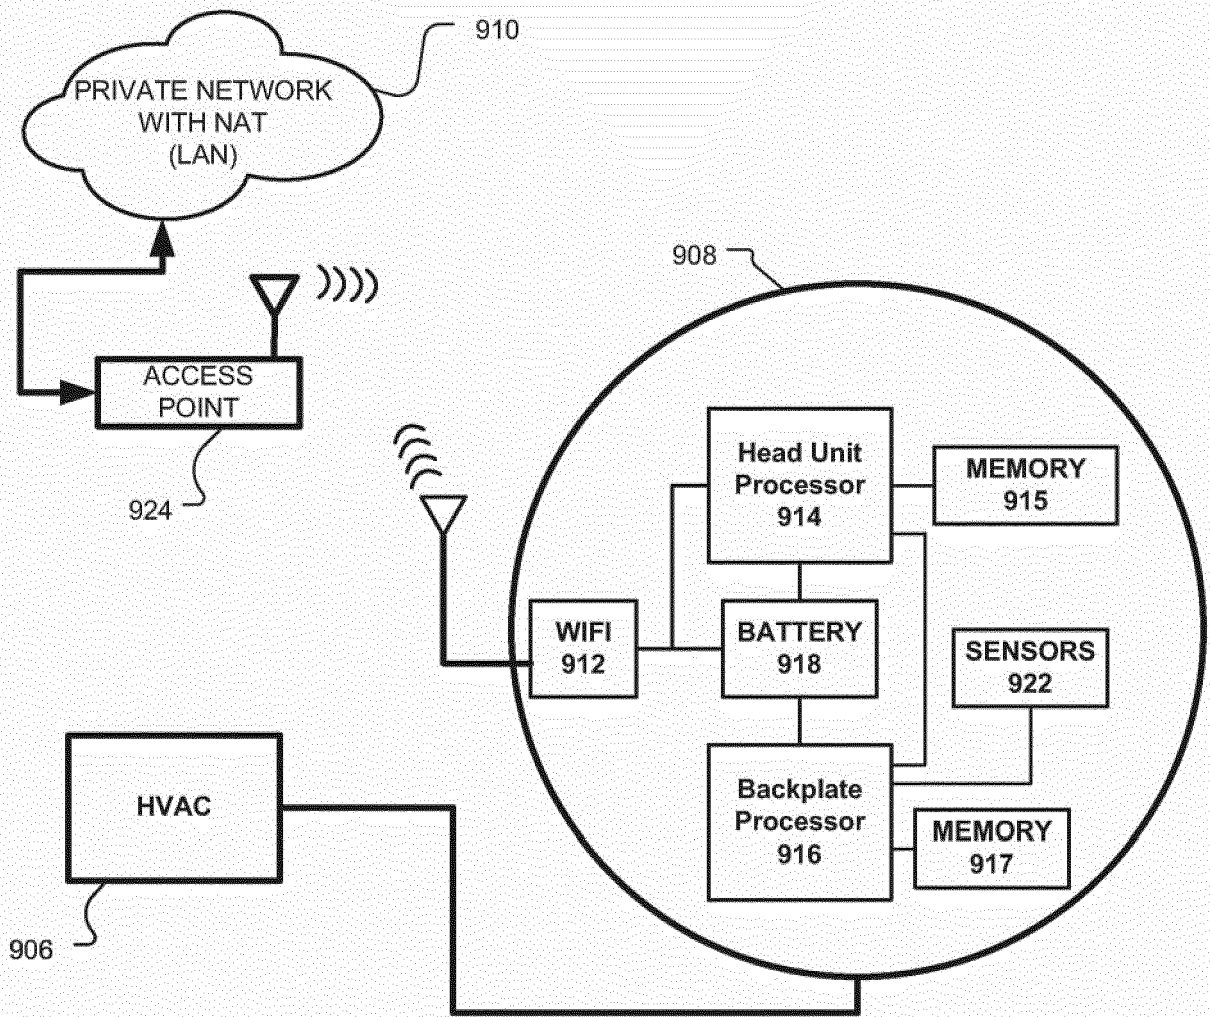 910
PRIVATE NETWORK
WITH NAT
(LAN)
908
ACCESS
POINT
924
Head Unit
Processor
914
MEMORY
915
WIFI
912
BATTERY
918
SENSORS
922
HVAC
906
Backplate
Processor
916
MEMORY
917